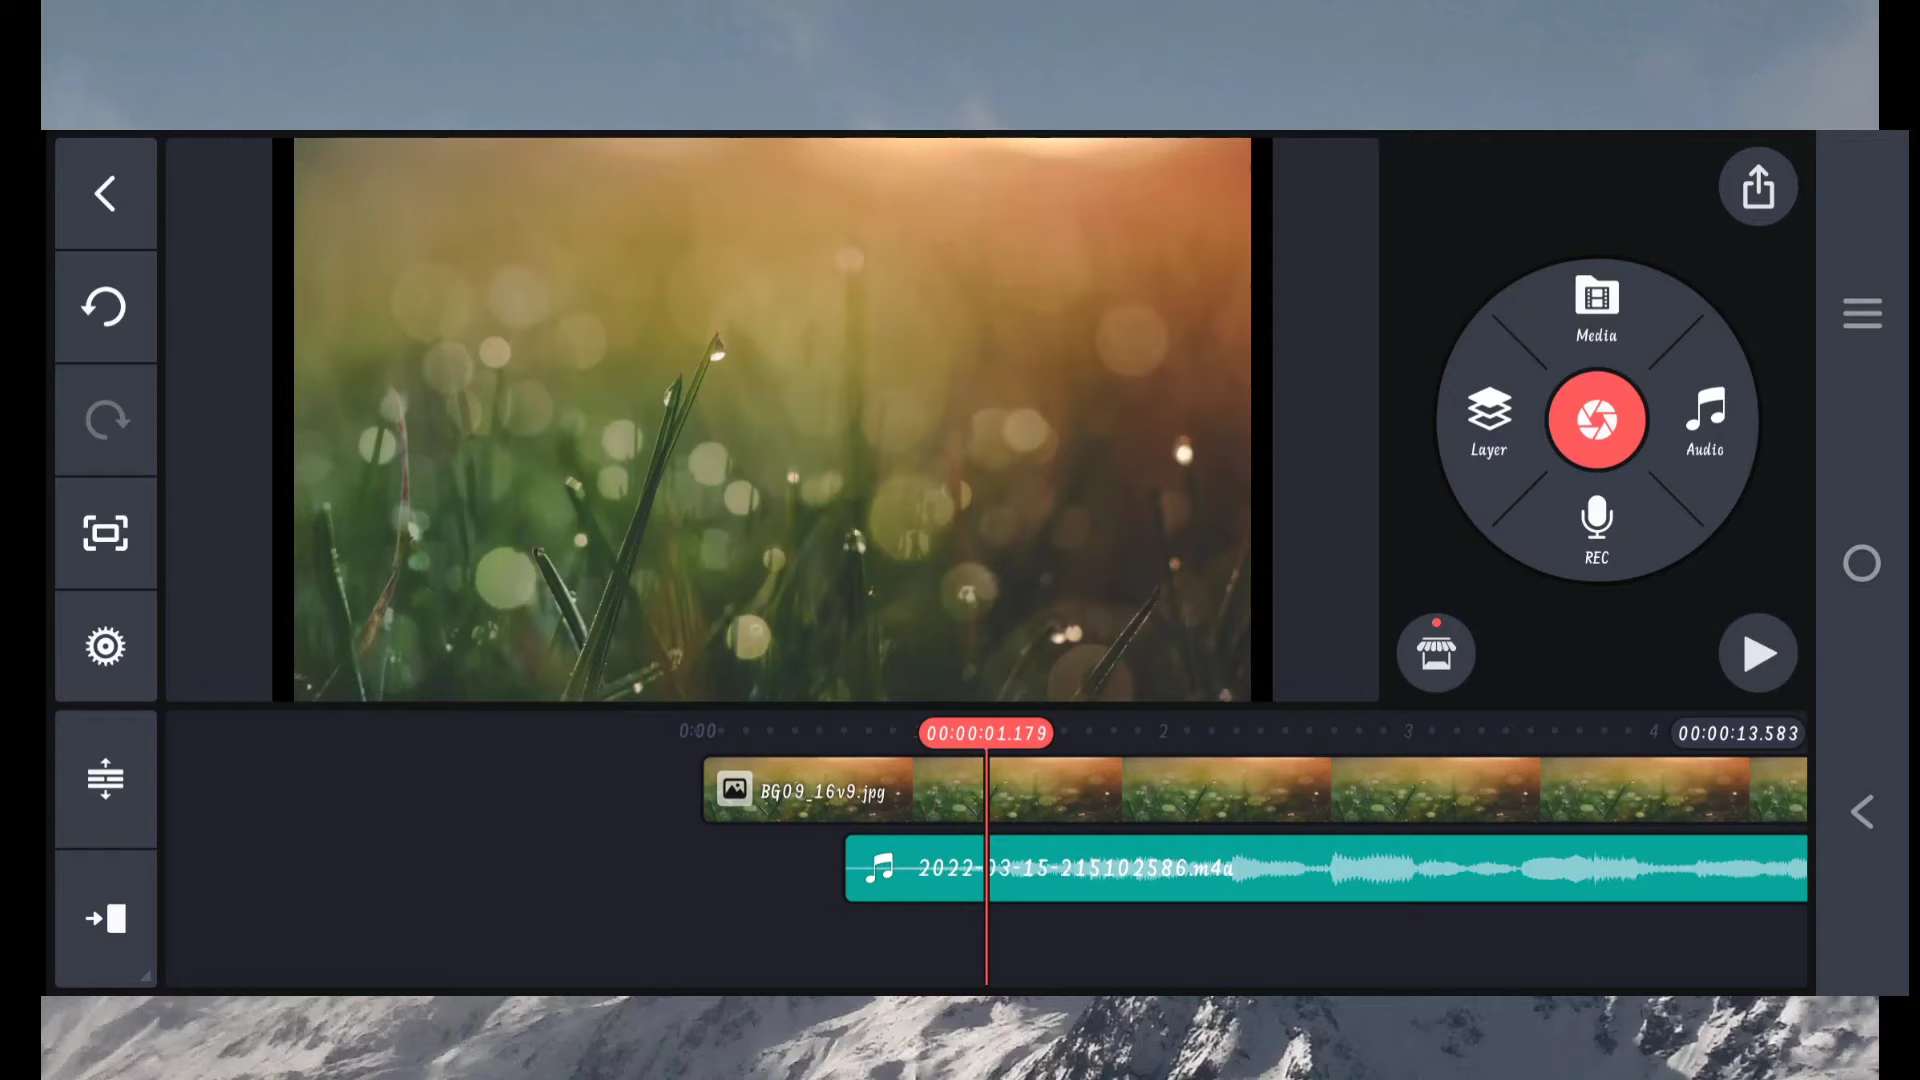 Media
Layer
Audio
REC
0:00
00:00:01.179
2
3
4
00:00:13.583
BG09_16v9.jpg
2022-03-15-215102586.m4a